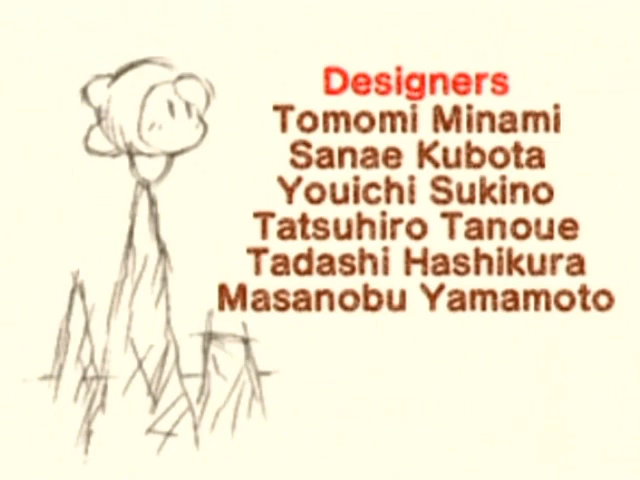 Designers
Tomomi Minami
Sanae Kubota
Youichi Sukino
Tatsuhiro Tanoue
Tadashi Hashikura
Masanobu Yamamoto